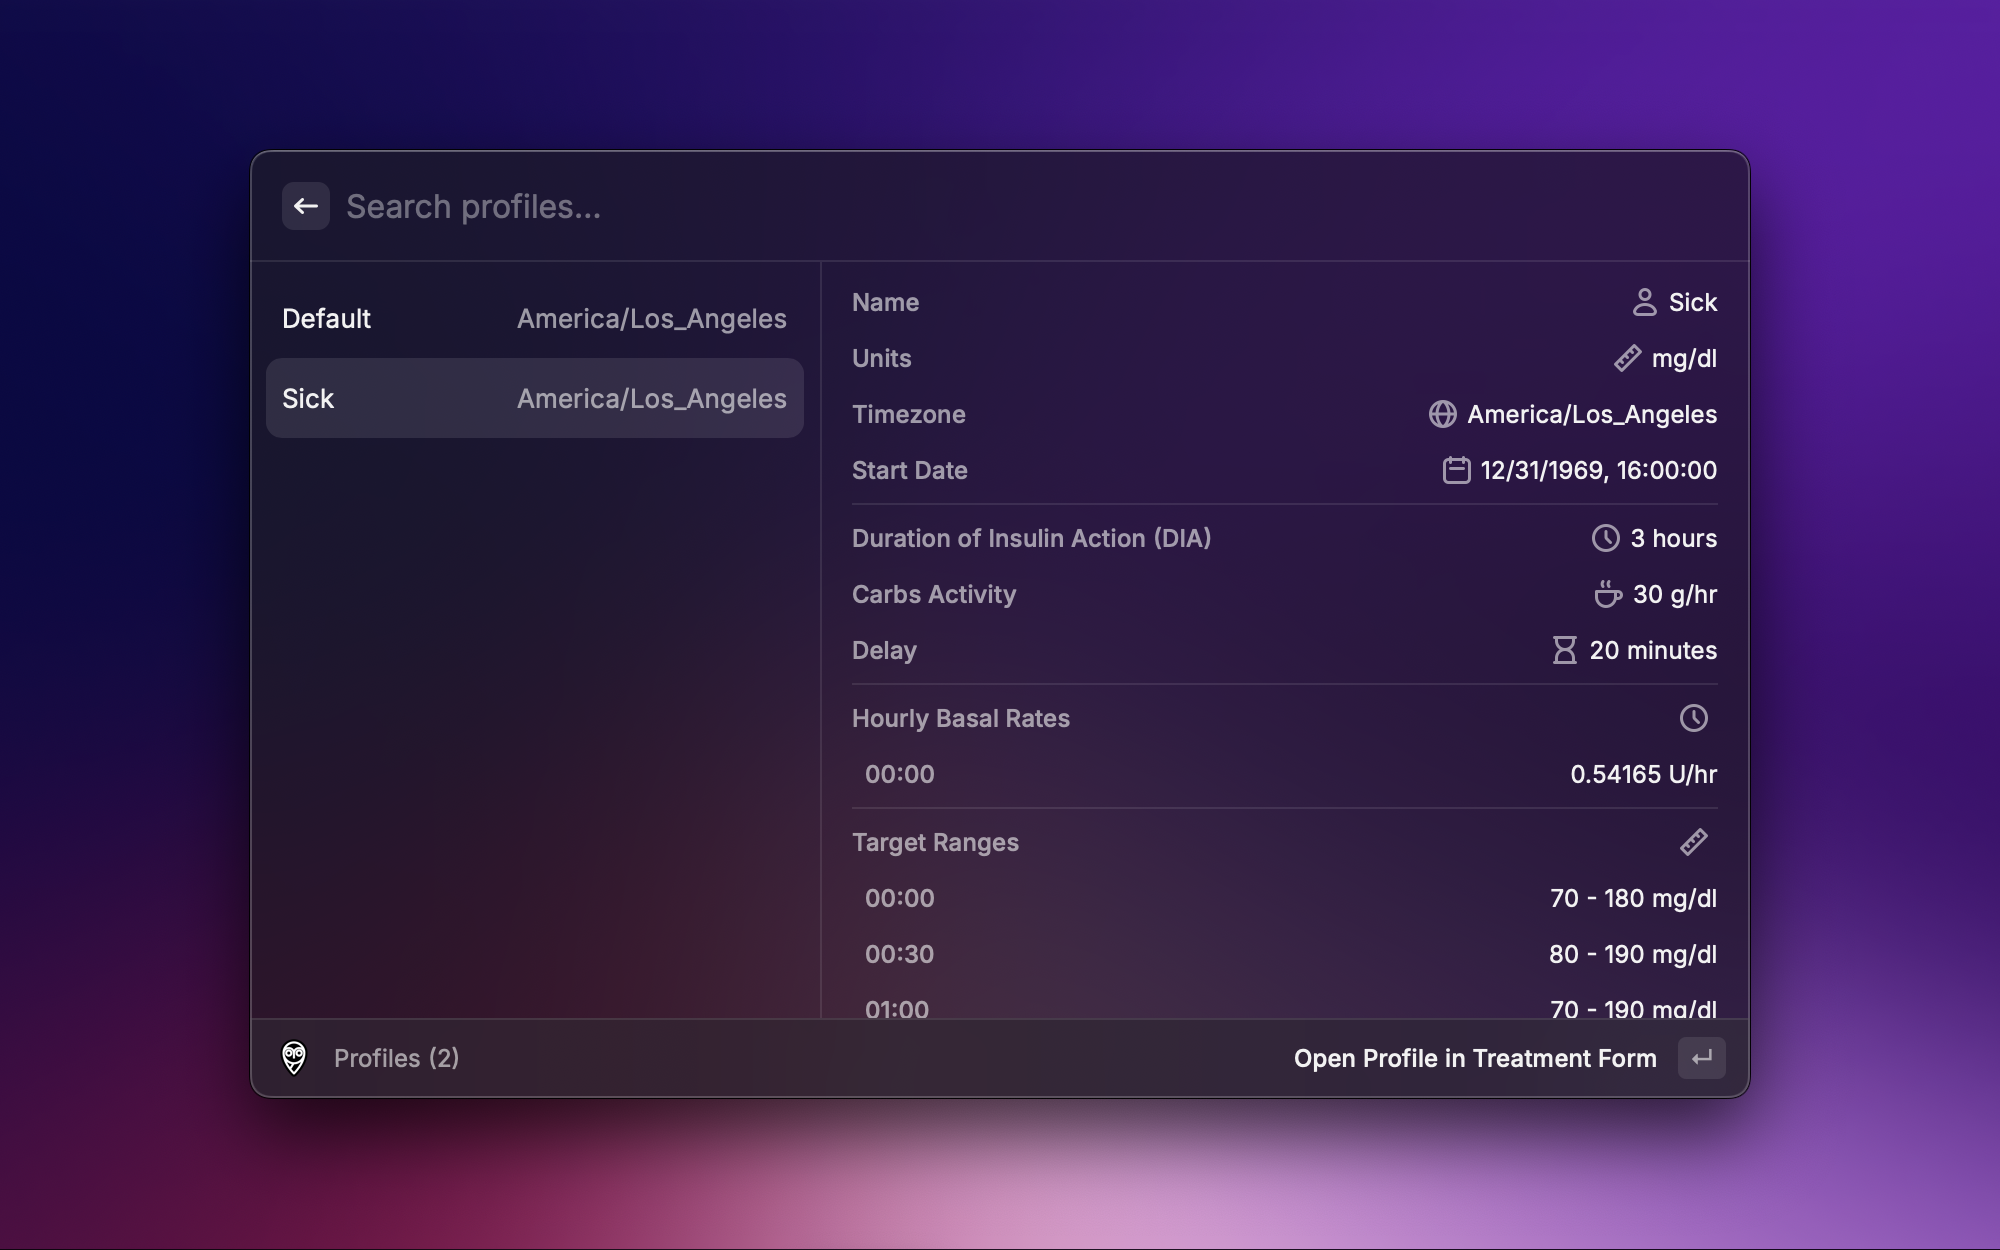 Search profiles...
Default America/Los_Angeles
Sick America/Los_Angeles
Name Sick
Units mg/dl
Timezone America/Los_Angeles
Start Date 12/31/1969, 16:00:00
Duration of Insulin Action (DIA) 3 hours
Carbs Activity 30 g/hr
Delay 20 minutes
Hourly Basal Rates
00:00 0.54165 U/hr
Target Ranges
00:00 70 - 180 mg/dl
00:30 80 - 190 mg/dl
01:00 70 - 190 mg/dl
Profiles (2) Open Profile in Treatment Form